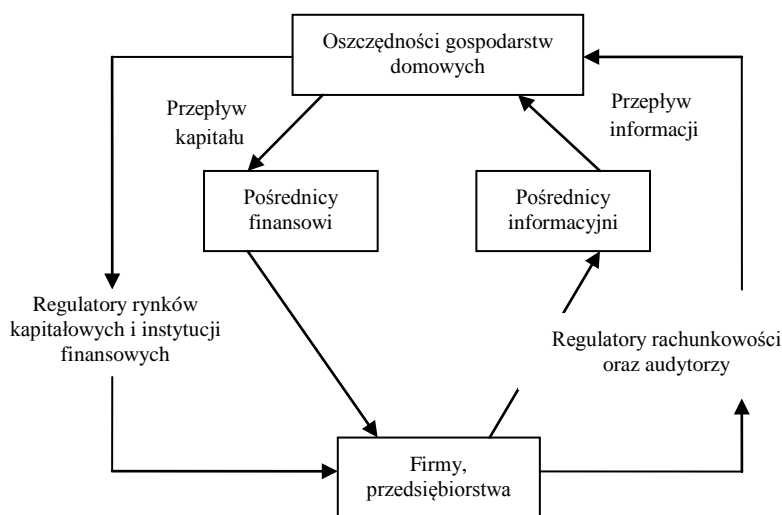 Oszczędności gospodarstw
domowych
Przepływ
kapitału
Przepływ
informacji
Pośrednicy
finansowi
Pośrednicy
informacyjni
Regulatory rynków
kapitałowych i instytucji
finansowych
Regulatory rachunkowości
oraz audytorzy
Firmy,
przedsiębiorstwa